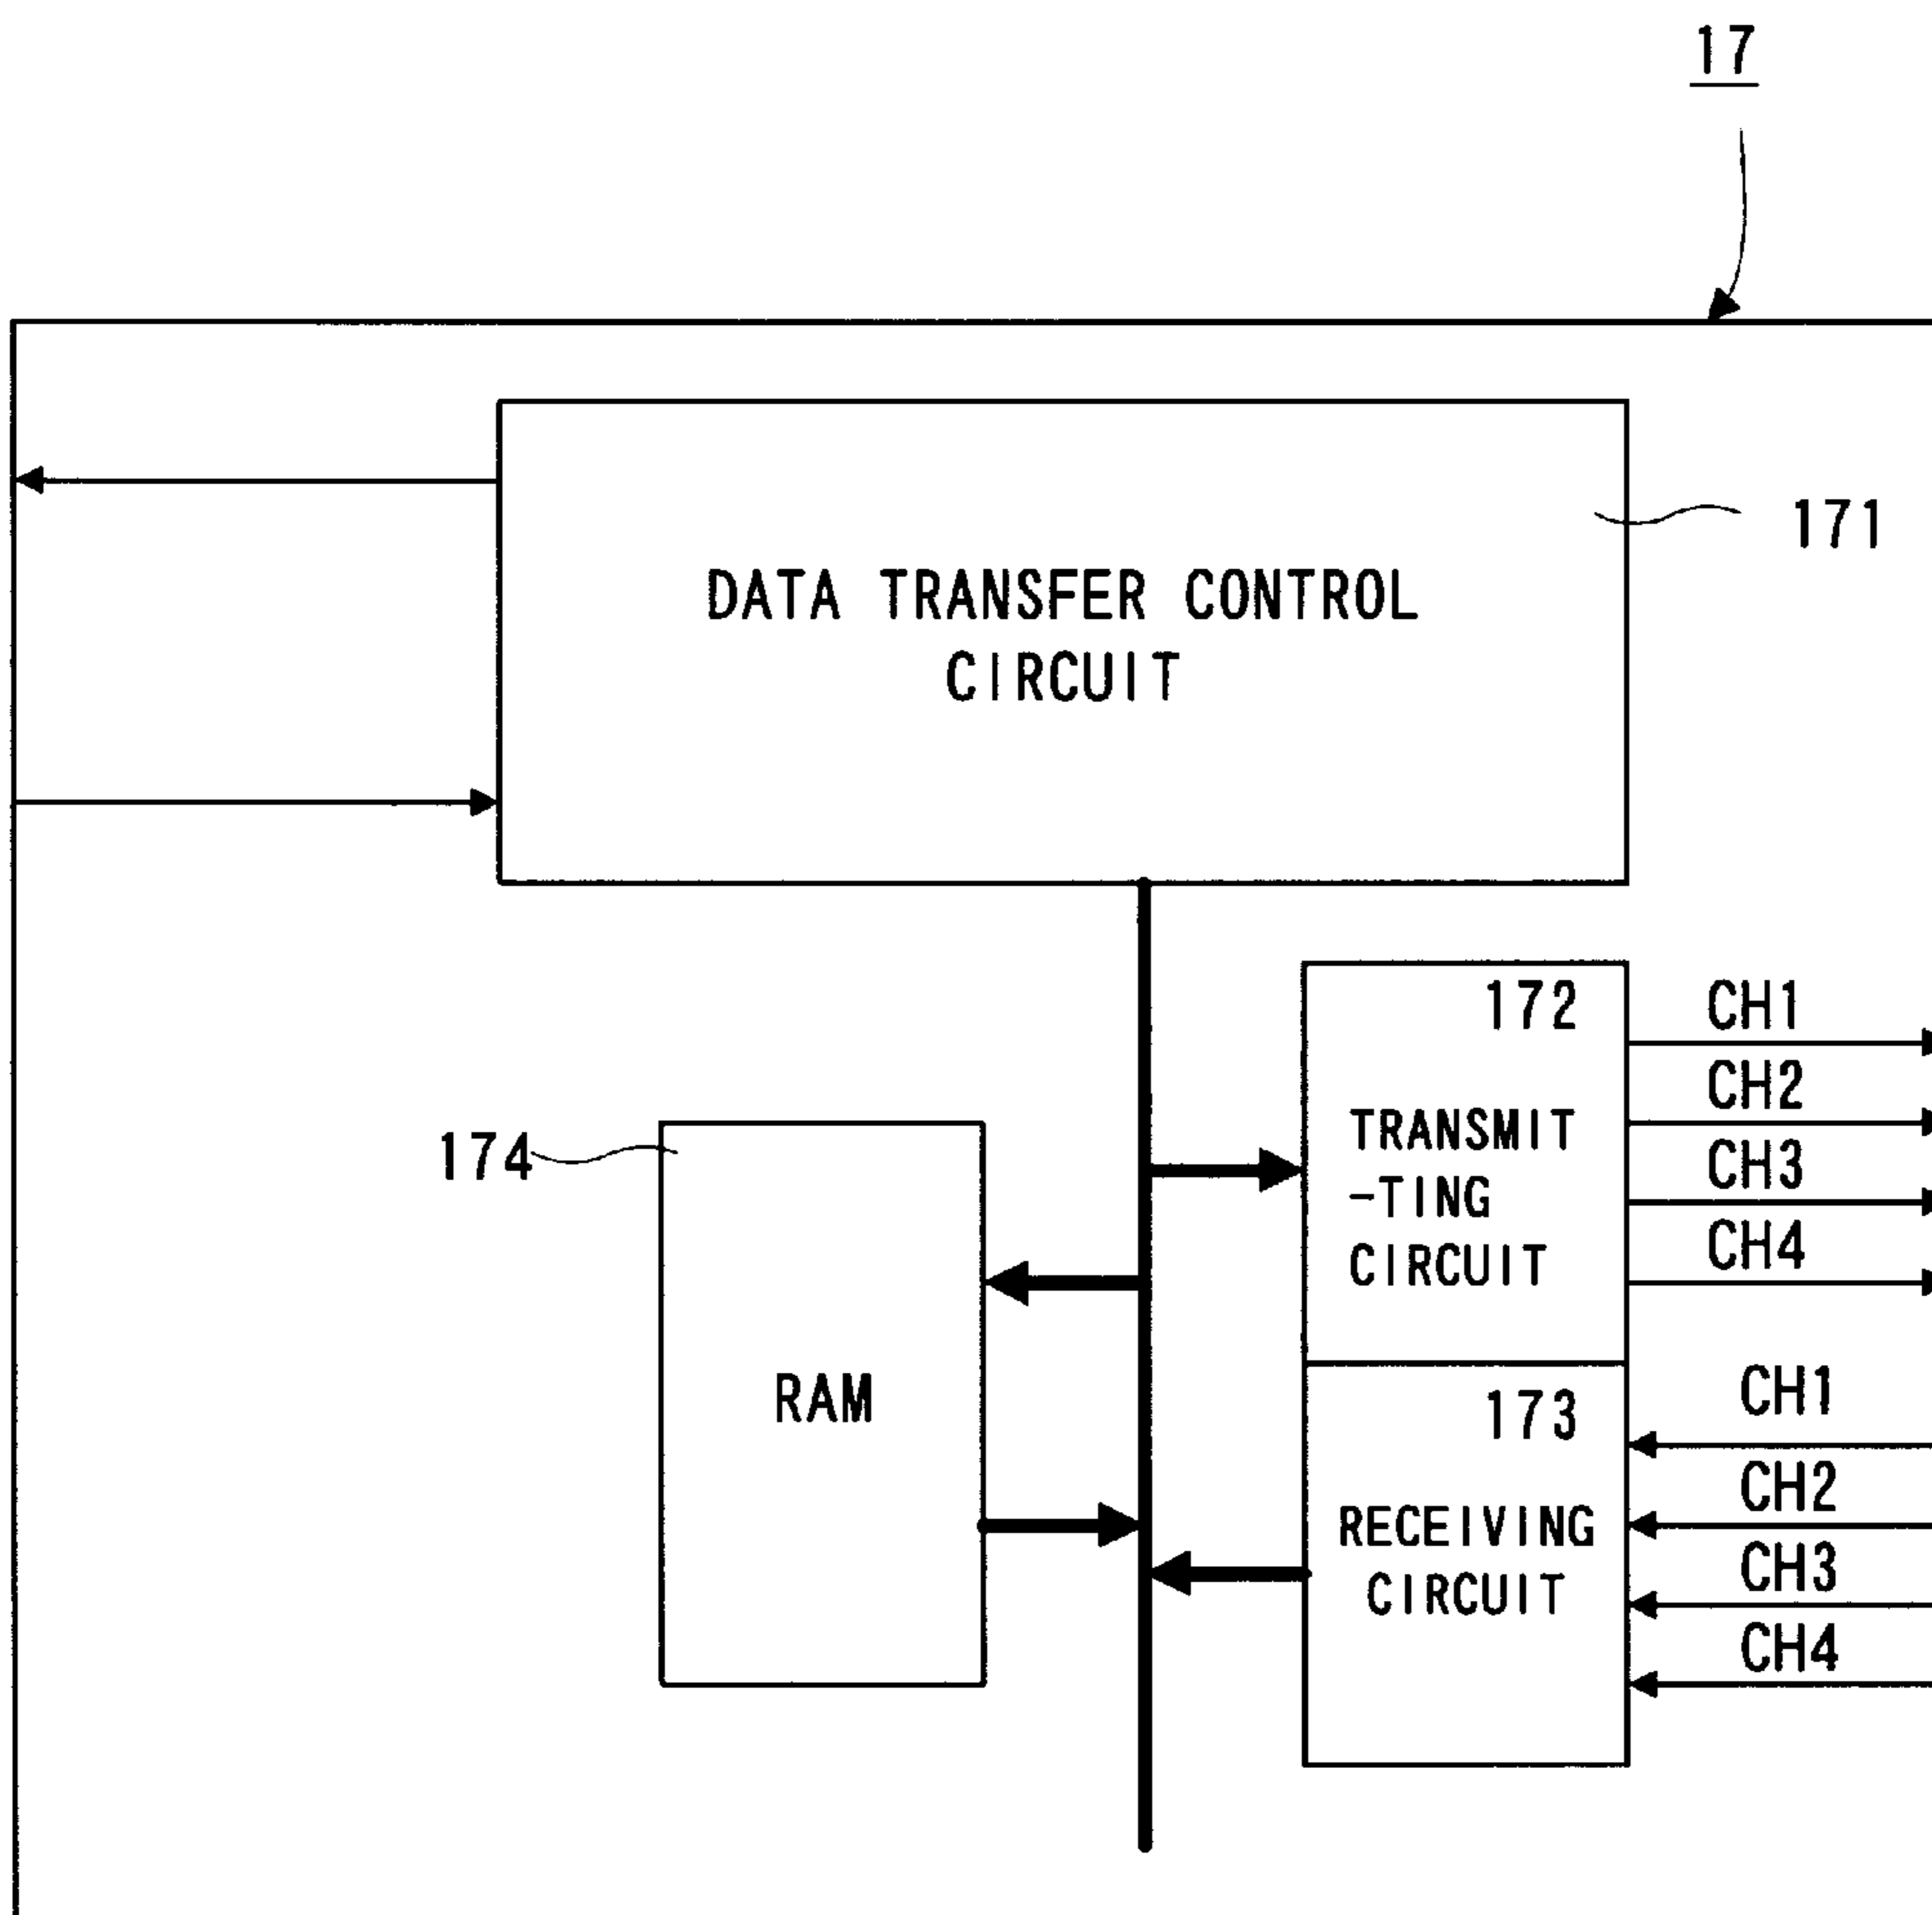 17
171
DATA TRANSFER CONTROL
CIRCUIT
172
TRANSMIT
-TING
CIRCUIT
CH1
CH2
CH3
CH4
174
RAM
173
RECEIVING
CIRCUIT
CH1
CH2
CH3
CH4